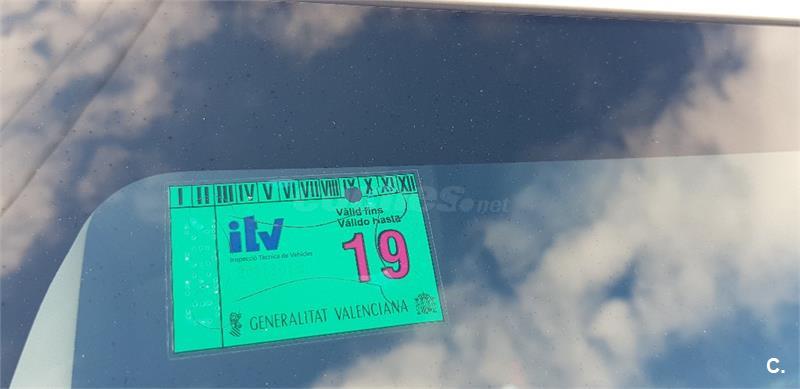 I II III IV V VI VII VIII IX X XI XII
itv
Inspecció Tècnica de Vehicles
Vàlid fins
Válido hasta
19
GENERALITAT VALENCIANA
.net
C.